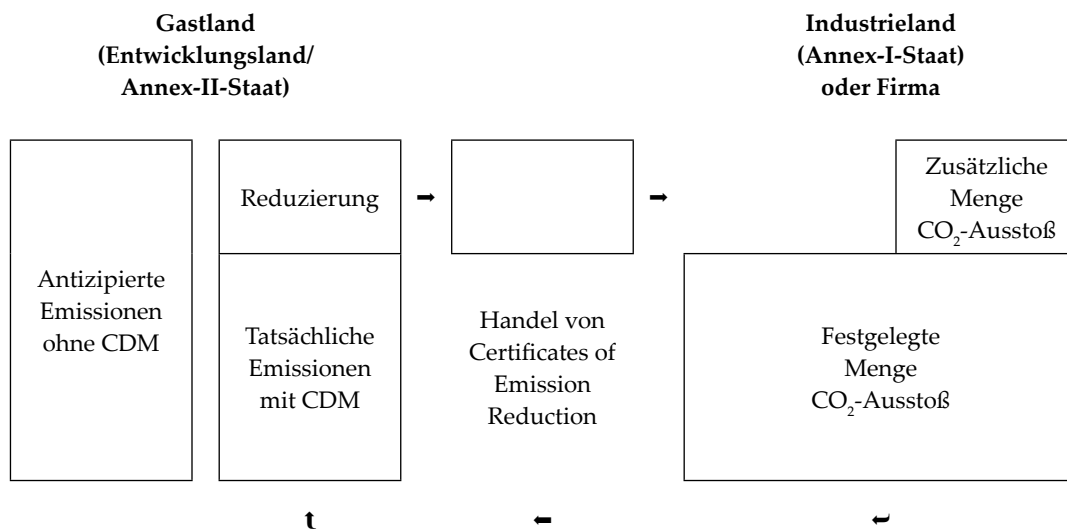 Gastland
(Entwicklungsland/
Annex-II-Staat)
Industrieland
(Annex-I-Staat)
oder Firma
Antizipierte
Emissionen
ohne CDM
Reduzierung
Tatsächliche
Emissionen
mit CDM
Handel von
Certificates of
Emission
Reduction
Zusätzliche
Menge
CO₂-Ausstoß
Festgelegte
Menge
CO₂-Ausstoß